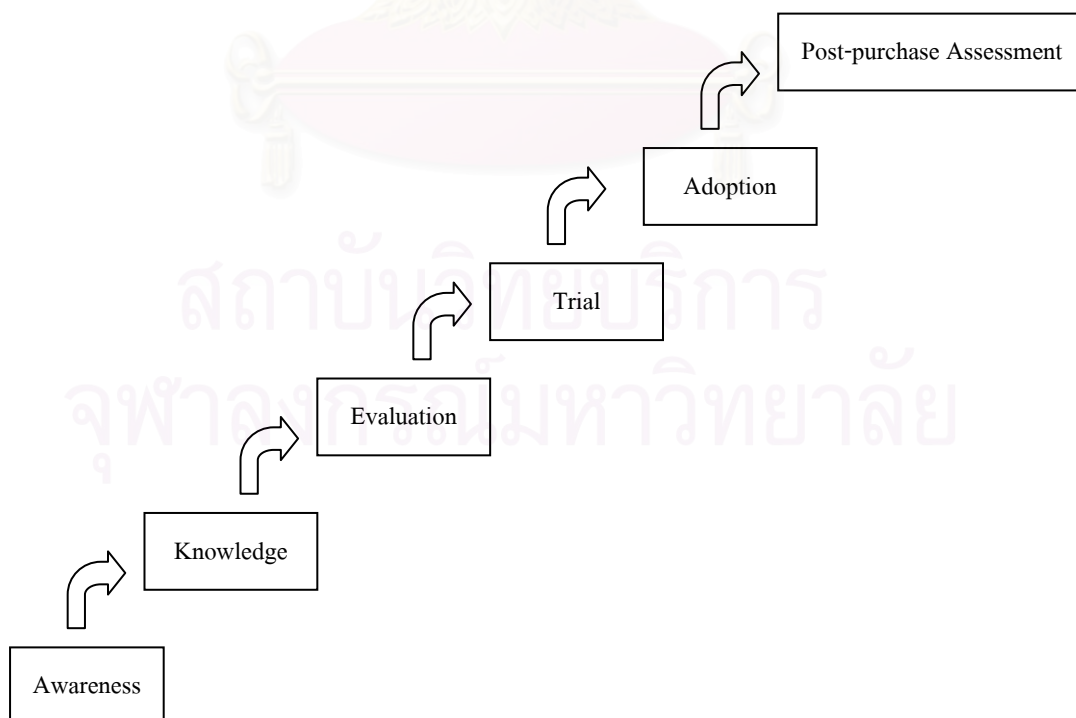 Post-purchase Assessment
Adoption
Trial
สถาบันวิทยบริการ
จุฬาลงกรณ์มหาวิทยาลัย
Evaluation
Knowledge
Awareness